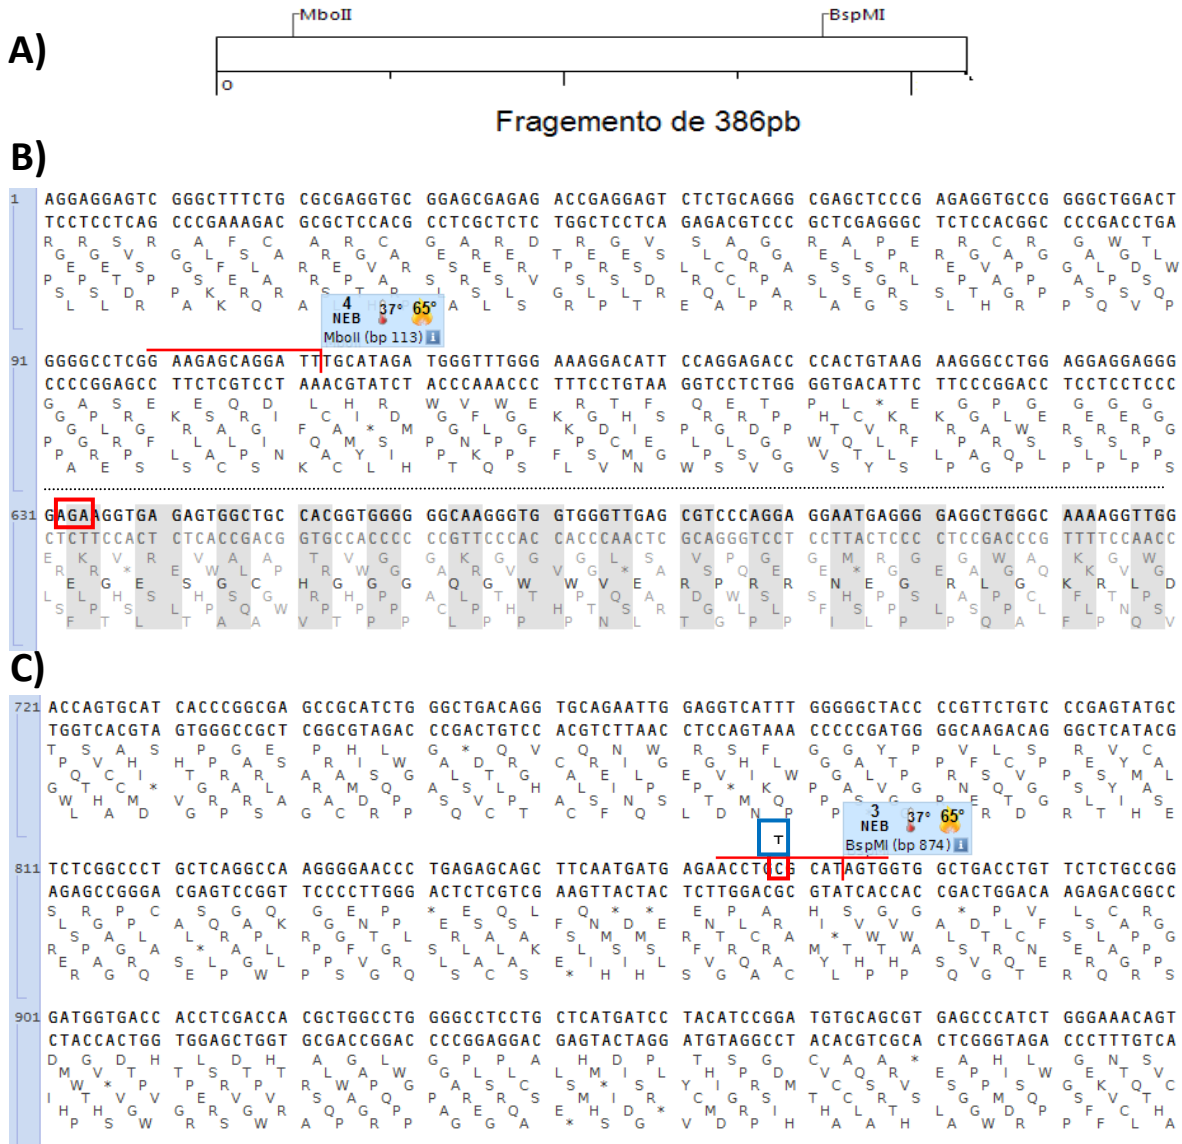 A)
MboII
BspMI
0
Fragemento de 386pb
B)
1 AGGAGGAGTC GGGCTTTCTG CGCGAGGTGC GGAGCGAGAG ACCGAGGAGT CTCTGCAGGG CGAGCTCCCG AGAGGTGCCG GGGCTGGACT
TCCTCCTCAG CCCGAAAGAC GCGCTCCACG CCTCGCTCTC TGGCTCCTCA GAGACGTCCC GCTCGAGGGC TCTCCACGGC CCCGACCTGA
R R S R A F C A R C G A R D R G V S A G R A P E R C R G W T
G G V G L S A R G A E R E T E E S L Q G E L P R G A G A G L
E E S G F L R E V R S E R P R S L C R A S S R E V P G L D W
P P T P S E A R P A S R S V S S D R C P S S G L P A P A P S
S S D P K R R S T R L S L G L L R Q L A L E R S T G P S S Q
L L R A K Q A A L S R P T E A P R A G S L H R P Q V P
4
NEB
37°
65°
MboII (bp 113) i
91 GGGGCCTCGG AAGAGCAGGA TTTGCATAGA TGGGTTTGGG AAAGGACATT CCAGGAGACC CCACTGTAAG AAGGGCCTGG AGGAGGAGGG
CCCCGGAGCC TTCTCGTCCT AAACGTATCT ACCCAAACCC TTTCCTGTAA GGTCCTCTGG GGTGACATTC TTCCCGGACC TCCTCCTCCC
G A S E E Q D L H R W V W E R T F Q E T P L * E G P G G G G
G P R K S R I C I D G F G K G H S R R P H C K K G L E E E G
G L G R A G F A * M G L G K D I P G D P T V R R A W R R R G
P G R F L L I Q M S P N P F P C E L L G W Q L F P R S S S P
P R P L A P N A Y I P K P F S M G P S G V T L L A Q L L L P
A E S S C S K C L H T Q S L V N W S V G S Y S P G P P P P S
631 GAGAAGGTGA GAGTGGCTGC CACGGTGGGG GGCAAGGGTG GTGGGTTGAG CGTCCCAGGA GGAATGAGGG GAGGCTGGGC AAAAGGTTGG
CTCTTCCACT CTCACCGACG GTGCCACCCC CCGTTCCCAC CACCCAACTC GCAGGGTCCT CCTTACTCCC CTCCGACCCG TTTTCCAACC
E K V R V A A T V G G K G G G L S V P G G M R G G W A K G W
R R * E W L P R W G A R V V G * A S Q E E * G E A G Q K V G
E G E S G C H G G G Q G W W V E R P R R N E G R L G K R L D
L L H S H S G R H P A L T T P Q A D W S S H P S A P C F T P
S P S L P Q W P P P C P H H T S R G L L F S P L S P L L N S
F T L T A A V T P P L P P P N L T G P P I L P P Q A F P Q V
C)
721 ACCAGTGCAT CACCCGGCGA GCCGCATCTG GGCTGACAGG TGCAGAATTG GAGGTCATTT GGGGGCTACC CCGTTCTGTC CCGAGTATGC
TGGTCACGTA GTGGGCCGCT CGGCGTAGAC CCGACTGTCC ACGTCTTAAC CTCCAGTAAA CCCCCGATGG GGCAAGACAG GGCTCATACG
T S A S P G E P H L G * Q V Q N W R S F G G Y P V L S R V C
P V H H P A S R I W A D R C R I G G H L G A T P F C P E Y A
Q C I T R R A A S G L T G A E L E V I W G L P R S V P S M L
G T C * G A L R M Q A S L H L I P P * K P A V G N Q G S Y A
W H M V R R A A D P S V P A S N S T M Q P P S G R E T G L I S
L A D G P S G C R P Q C T C F Q L D N P R D R T H E
T
3
NEB
37°
65°
BspMI (bp 874) i
811 TCTCGGCCCT GCTCAGGCCA AGGGGAACCC TGAGAGCAGC TTCAATGATG AGAACCTGCG CATAGTGGTG GCTGACCTGT TCTCTGCCGG
AGAGCCGGGA CGAGTCCGGT TCCCCTTGGG ACTCTCGTCG AAGTTACTAC TCTTGGACGC GTATCACCAC CGACTGGACA AGAGACGGCC
S R P C S G Q G E P * E Q L Q * * E P A H S G G * P V L C R
L G P A Q A K G N P E S S F N D E N L R I V V A D L F S A G
S A L L R P R G T L R A A S M M R T C A * W W L T C S L P G
R P G A * A L P F G S L L K L S S F R R M T T A S R N E A P
E A R S L G L P V R L A A E I I L V Q A Y H H S V Q E R G P
R G Q E P W P S G Q S C S * H H S G A C L P P Q G T R Q R S
901 GATGGTGACC ACCTCGACCA CGCTGGCCTG GGGCCTCCTG CTCATGATCC TACATCCGGA TGTGCAGCGT GAGCCCATCT GGGAAACAGT
CTACCACTGG TGGAGCTGGT GCGACCGGAC CCCGGAGGAC GAGTACTAGG ATGTAGGCCT ACACGTCGCA CTCGGGTAGA CCCTTTGTCA
D G D H L D H A G L G P P A H D P T S G C A A * A H L G N S
M V T T S T T L A W G L L L M I L H P D V Q R E P I W E T V
W * P P R P R W P G A S C S * S Y I R M C S V S P S G K Q C
I T V V E V V S A Q P R R S M I R C G S T C R S G M Q S V T
H H G G R G R Q G P A E Q E H D * M R I H L T L G D P F C H
P S W R S W A P R P G G A * S G V D P H A A H A W R P F L A